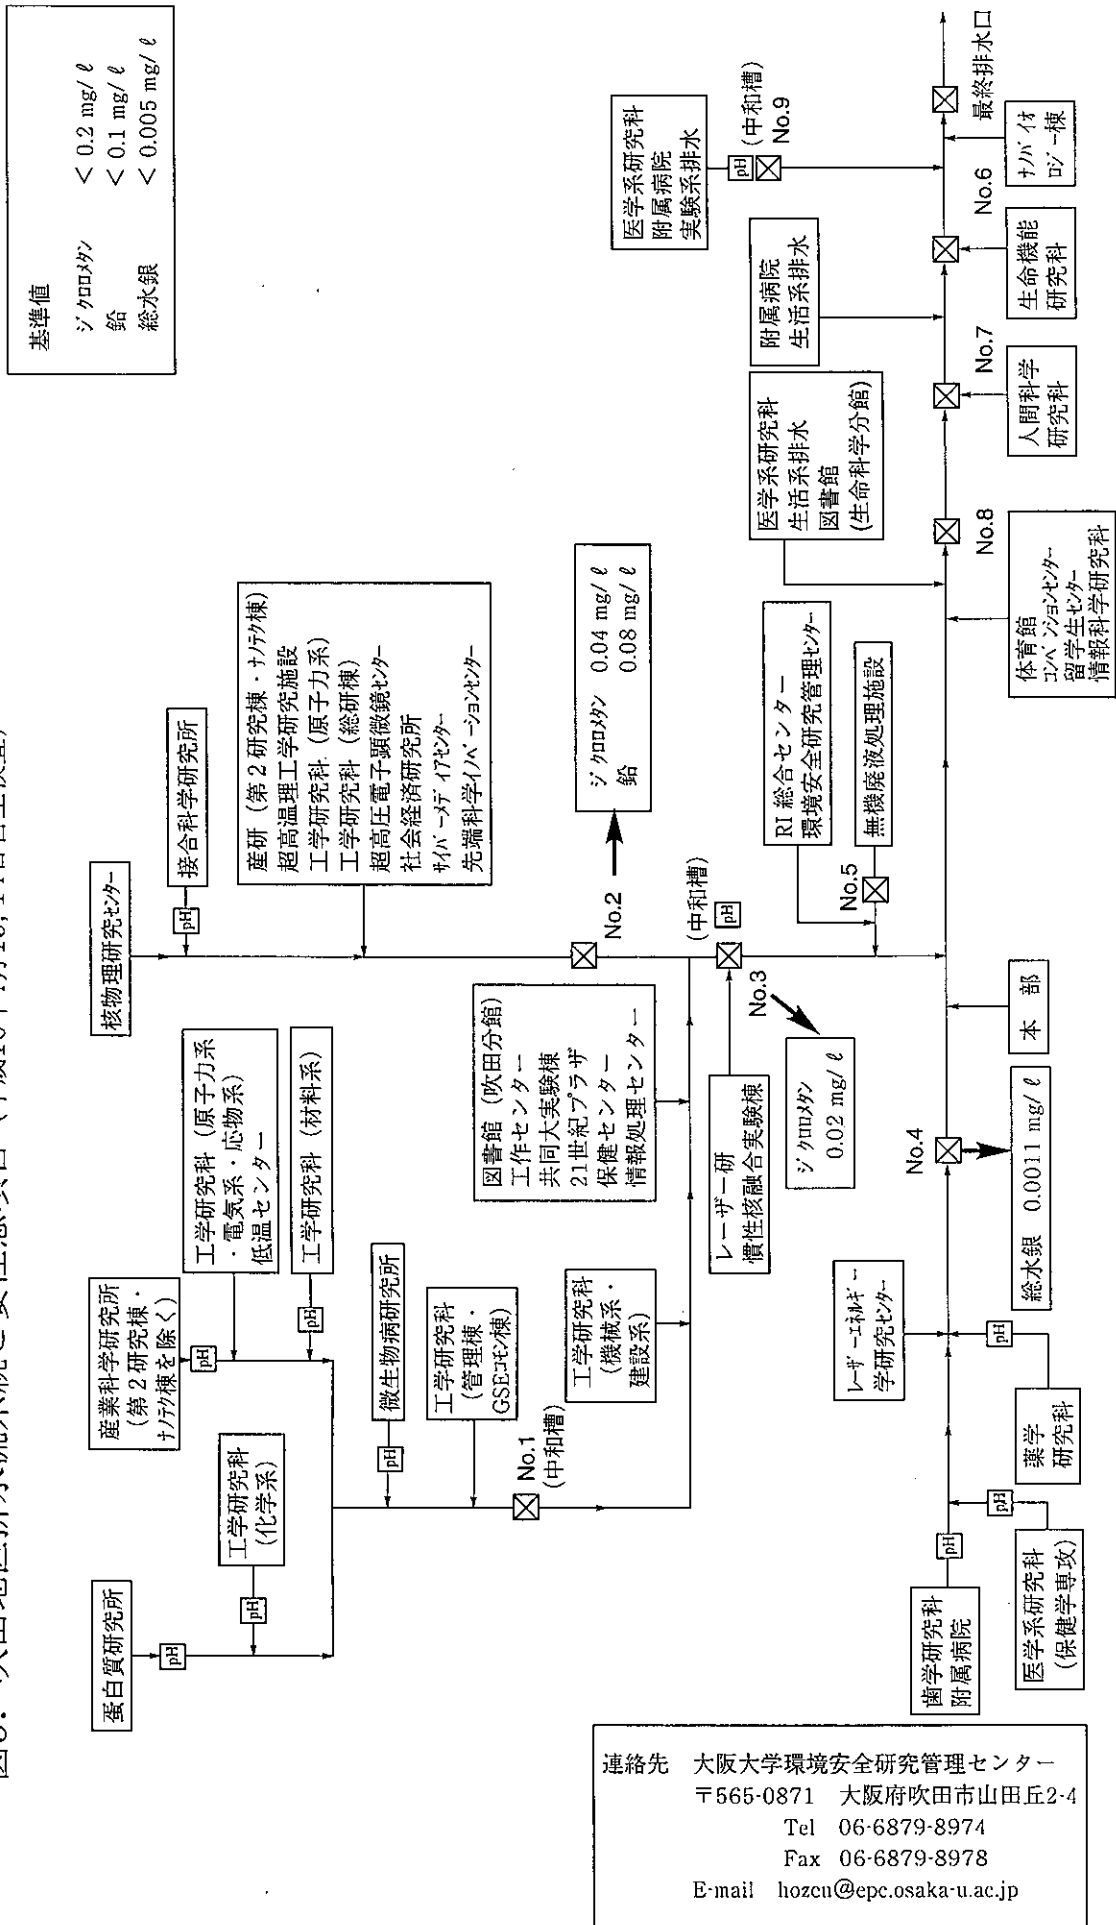 基準値
ジクロロメタン < 0.2 mg/ℓ
鉛 < 0.1 mg/ℓ
総水銀 < 0.005 mg/ℓ
核物理研究センター
接合科学研究所
pH
産研(第2研究棟・ナノテク棟)
超高温理工学研究施設
工学研究科(原子力系)
工学研究科(総研棟)
超高圧電子顕微鏡センター
社会経済研究所
サイバーメディアセンター
先端科学イノベーションセンター
No.2
ジクロロメタン 0.04 mg/ℓ
鉛 0.08 mg/ℓ
産業科学研究所
(第2研究棟・
ナノテク棟を除く)
pH
工学研究科(原子力系
・電気系・応物系)
低温センター
工学研究科(材料系)
pH
蛋白質研究所
pH
工学研究科
(化学系)
pH
微生物病研究所
pH
工学研究科
(管理棟・
GSEコモン棟)
No.1
(中和槽)
工学研究科
(機械系・
建設系)
図書館(吹田分館)
工作センター
共同大実験棟
21世紀プラザ
保健センター
情報処理センター
(中和槽)
pH
No.3
レーザー研
慣性核融合実験棟
ジクロロメタン
0.02 mg/ℓ
RI総合センター
環境安全研究管理センター
無機廃液処理施設
No.5
歯学研究科
附属病院
pH
医学系研究科
(保健学専攻)
pH
レーザーエネルギー
学研究センター
薬学
研究科
pH
No.4
総水銀 0.0011 mg/ℓ
本 部
体育館
コンベンションセンター
留学生センター
情報科学研究科
医学系研究科
生活系排水
図書館
(生命科学分館)
No.8
人間科学
研究科
No.7
附属病院
生活系排水
生命機能
研究科
No.6
医学系研究科
附属病院
実験系排水
pH
(中和槽)
No.9
ナノバイオ
ロジー棟
最終排水口
連絡先 大阪大学環境安全研究管理センター
〒565-0871 大阪府吹田市山田丘2-4
Tel 06-6879-8974
Fax 06-6879-8978
E-mail hozen@epc.osaka-u.ac.jp